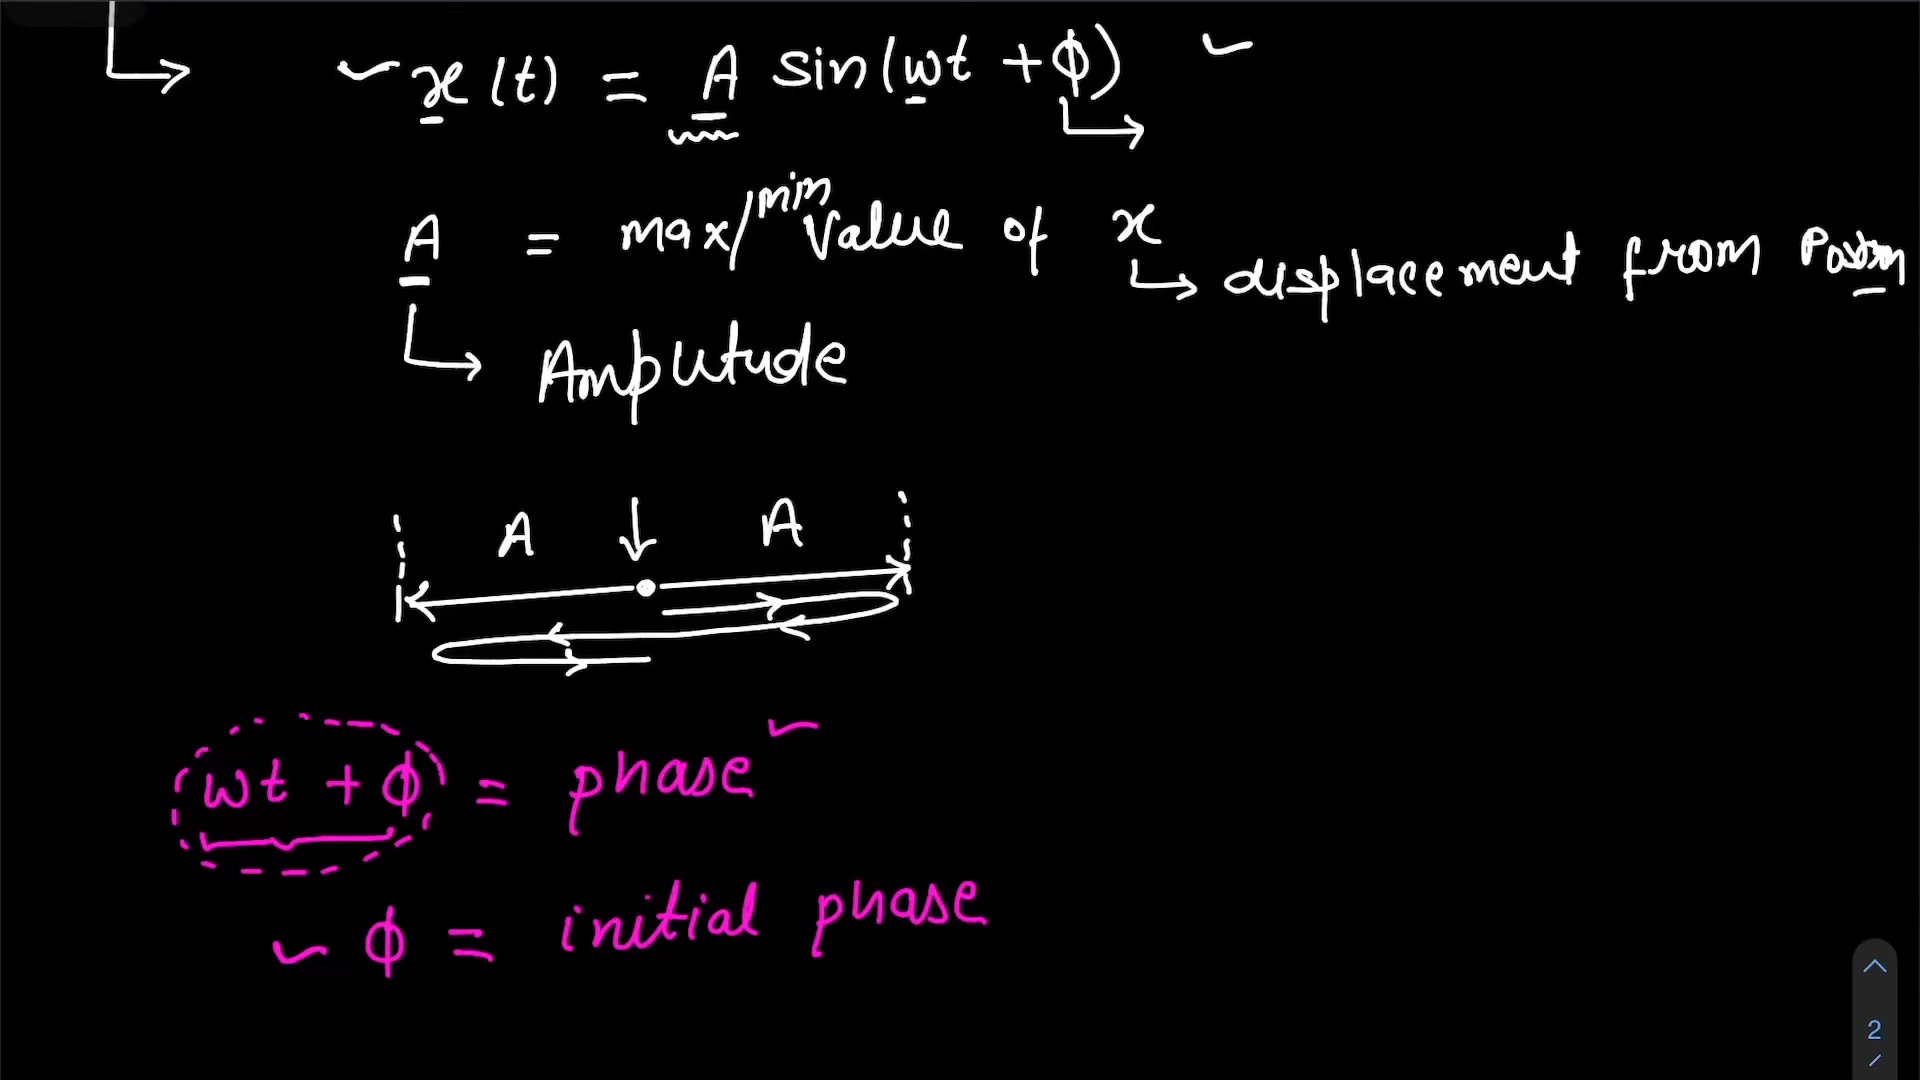 x(t) = A sin(ωt + ϕ)
A = max/min value of x
displacement from
Amplitude
A A
ωt + ϕ = phase
ϕ = initial phase
2